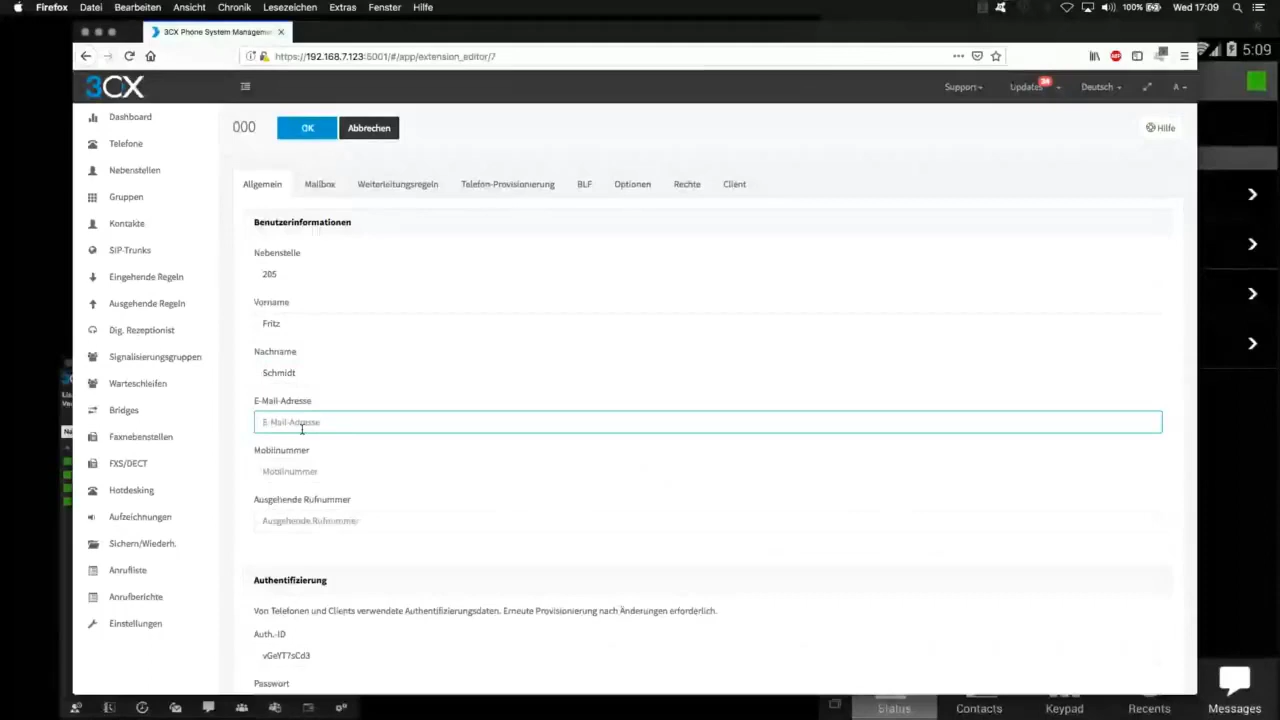 Firefox Datei Bearbeiten Ansicht Chronik Lesezeichen Extras Fenster Hilfe 100% Wed 17:09
3CX Phone System Manageme
https://192.168.7.123:5001/#/app/extension_editor/7
5:09
3CX Support Updates 24 Deutsch A
000 OK Abbrechen Hilfe
Dashboard
Telefone
Nebenstellen
Gruppen
Kontakte
SIP-Trunks
Eingehende Regeln
Ausgehende Regeln
Dig. Rezeptionist
Signalisierungsgruppen
Warteschleifen
Bridges
Faxnebenstellen
FXS/DECT
Hotdesking
Aufzeichnungen
Sichern/Wiederh.
Anrufliste
Anrufberichte
Einstellungen
Allgemein Mailbox Weiterleitungsregeln Telefon-Provisionierung BLF Optionen Rechte Client
Benutzerinformationen
Nebenstelle
205
Vorname
Fritz
Nachname
Schmidt
E-Mail-Adresse
E-Mail-Adresse
Mobilnummer
Mobilnummer
Ausgehende Rufnummer
Ausgehende Rufnummer
Authentifizierung
Von Telefonen und Clients verwendete Authentifizierungsdaten. Erneute Provisionierung nach Änderungen erforderlich.
Auth.-ID
vGeYT7sCd3
Passwort
Status Contacts Keypad Recents Messages